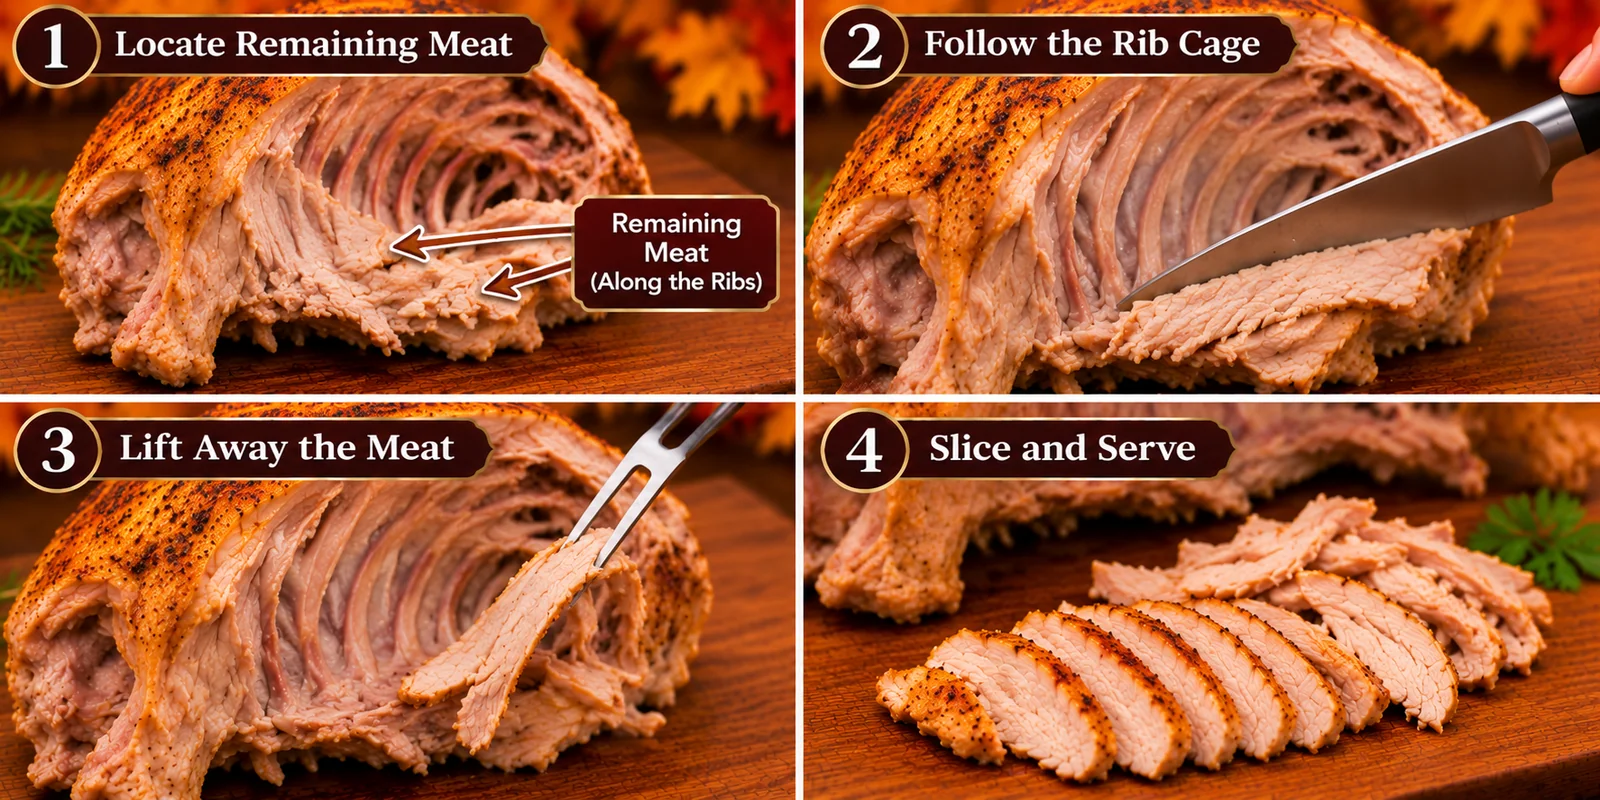 1 Locate Remaining Meat
Remaining
Meat
(Along the Ribs)
2 Follow the Rib Cage
3 Lift Away the Meat
4 Slice and Serve